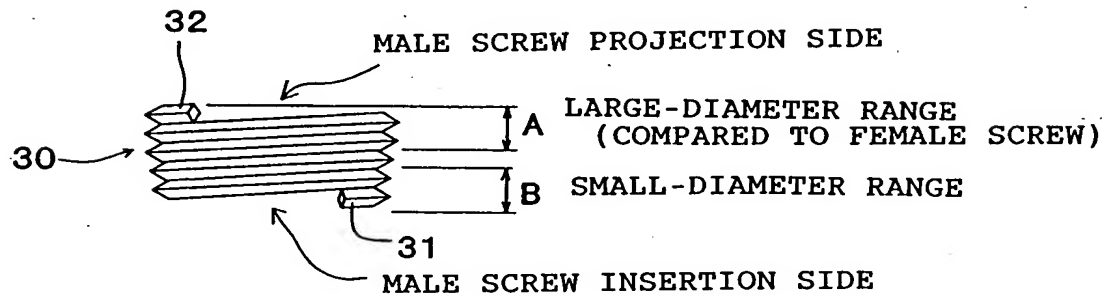 32
MALE SCREW PROJECTION SIDE
A
LARGE-DIAMETER RANGE
(COMPARED TO FEMALE SCREW)
30
B
SMALL-DIAMETER RANGE
31
MALE SCREW INSERTION SIDE